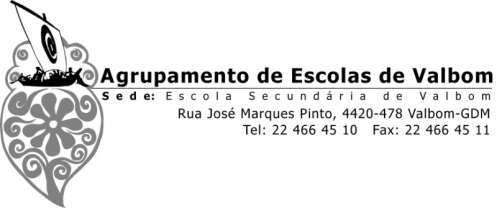 Agrupamento de Escolas de Valbom
Sede: Escola Secundária de Valbom
Rua José Marques Pinto, 4420-478 Valbom-GDM
Tel: 22 466 45 10 Fax: 22 466 45 11